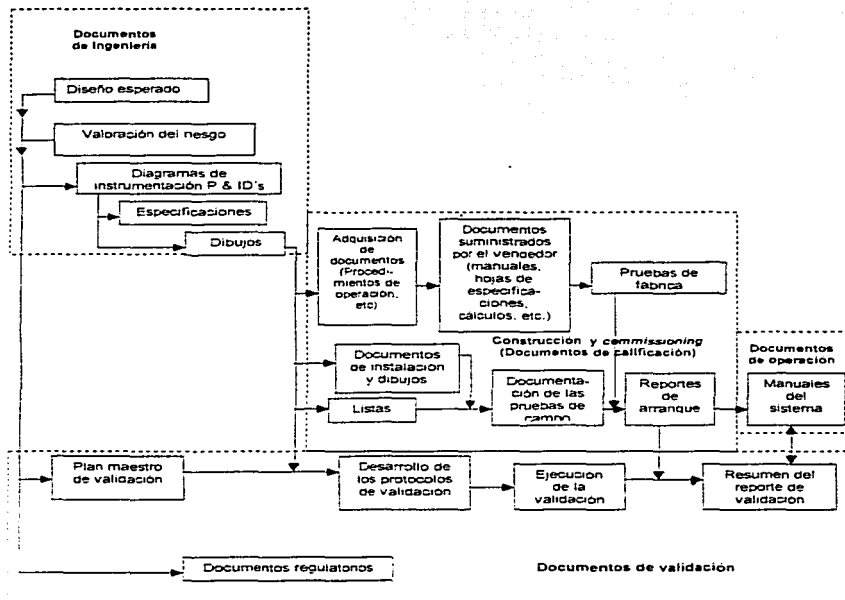 Documentos
de Ingeniería
Diseño esperado
Valoración del riesgo
Diagramas de
instrumentación P & ID's
Especificaciones
Dibujos
Adquisición
de
documentos
(Procedi-
mientos de
operación,
etc)
Documentos
suministrados
por el vendedor
(manuales,
hojas de
especifica-
ciones,
cálculos, etc.)
Pruebas de
fábrica
Construcción y commissioning
(Documentos de calificación)
Documentos
de operación
Documentos
de instalación
y dibujos
Listas
Documenta-
ción de las
pruebas de
campo
Reportes
de
arranque
Manuales
del
sistema
Plan maestro
de validación
Desarrollo de
los protocolos
de validación
Ejecución
de la
validación
Resumen del
reporte de
validación
Documentos regulatorios
Documentos de validación